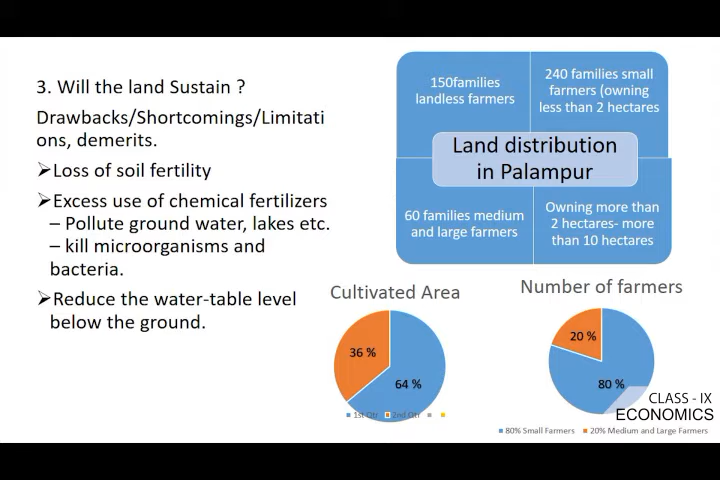 3. Will the land Sustain ?
Drawbacks/Shortcomings/Limitati
ons, demerits.
➤Loss of soil fertility
➤Excess use of chemical fertilizers
– Pollute ground water, lakes etc.
– kill microorganisms and
bacteria.
➤Reduce the water-table level
below the ground.
150families
landless farmers
240 families small
farmers (owning
less than 2 hectares
Land distribution
in Palampur
60 families medium
and large farmers
Owning more than
2 hectares- more
than 10 hectares
Cultivated Area
36 %
64 %
1st Qtr
2nd Qtr
Number of farmers
20 %
80 %
80% Small Farmers
20% Medium and Large Farmers
CLASS - IX
ECONOMICS